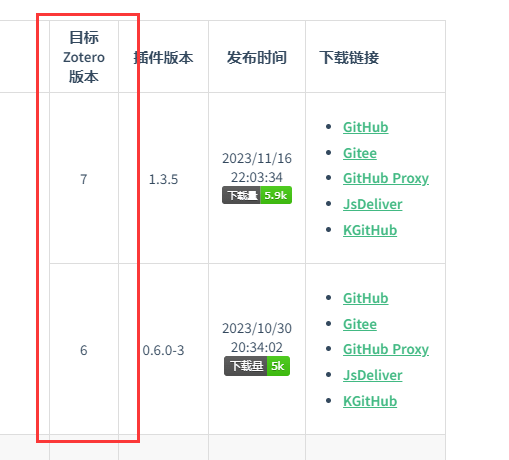 目标
Zotero
版本
插件版本
发布时间
下载链接
7
1.3.5
2023/11/16
22:03:34
下载量 5.9k
GitHub
Gitee
GitHub Proxy
JsDeliver
KGitHub
6
0.6.0-3
2023/10/30
20:34:02
下载量 5k
GitHub
Gitee
GitHub Proxy
JsDeliver
KGitHub